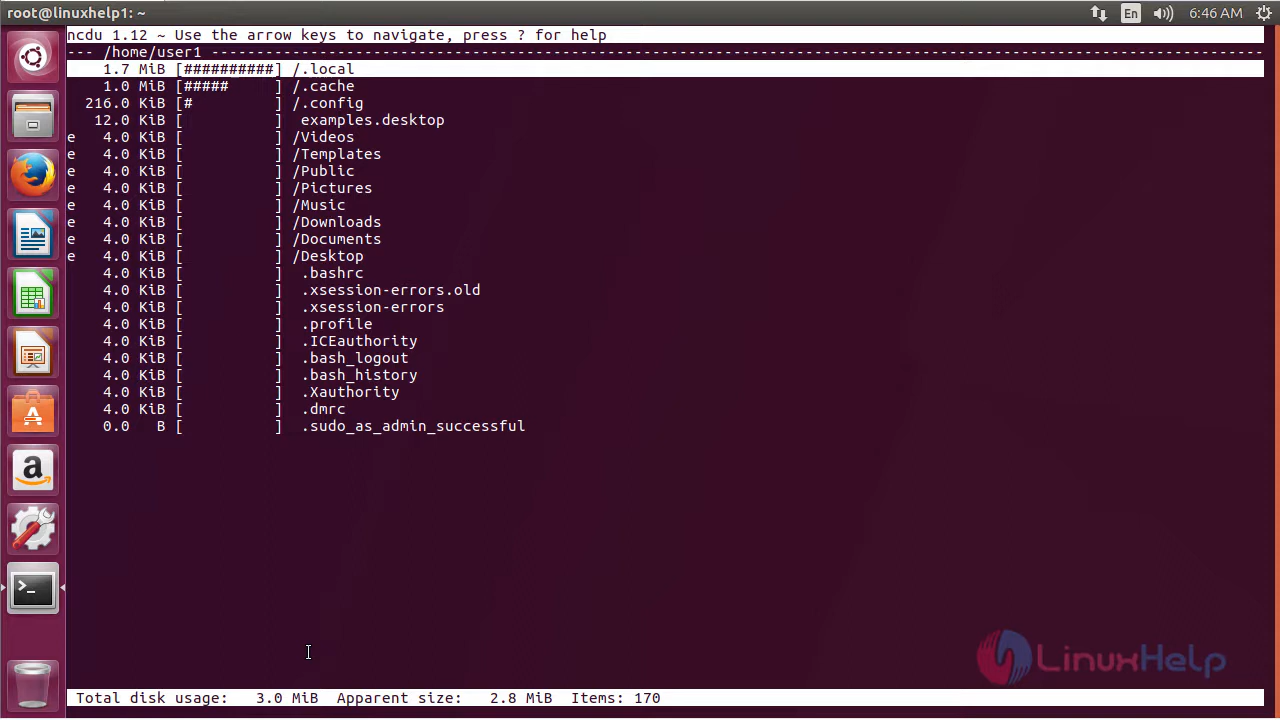 root@linuxhelp1: ~
En
6:46 AM
ncdu 1.12 ~ Use the arrow keys to navigate, press ? for help
--- /home/user1 -----------------------------------------------------------------------------------------------------------------------
1.7 MiB [##########] /.local
1.0 MiB [#####     ] /.cache
216.0 KiB [#         ] /.config
12.0 KiB [          ]  examples.desktop
e   4.0 KiB [          ] /Videos
e   4.0 KiB [          ] /Templates
e   4.0 KiB [          ] /Public
e   4.0 KiB [          ] /Pictures
e   4.0 KiB [          ] /Music
e   4.0 KiB [          ] /Downloads
e   4.0 KiB [          ] /Documents
e   4.0 KiB [          ] /Desktop
4.0 KiB [          ]  .bashrc
4.0 KiB [          ]  .xsession-errors.old
4.0 KiB [          ]  .xsession-errors
4.0 KiB [          ]  .profile
4.0 KiB [          ]  .ICEauthority
4.0 KiB [          ]  .bash_logout
4.0 KiB [          ]  .bash_history
4.0 KiB [          ]  .Xauthority
4.0 KiB [          ]  .dmrc
0.0   B [          ]  .sudo_as_admin_successful
LinuxHelp
Total disk usage:   3.0 MiB  Apparent size:   2.8 MiB  Items: 170